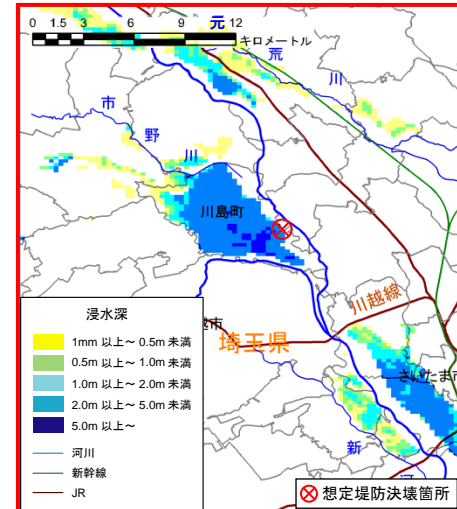 0 1.5 3 6 9 12
キロメートル
元
荒
川
市
野
川
川島町
川越線
越市
埼玉県
さいたま市
新
河
浸水深
1mm 以上～ 0.5m 未満
0.5m 以上～ 1.0m 未満
1.0m 以上～ 2.0m 未満
2.0m 以上～ 5.0m 未満
5.0m 以上～
河川
新幹線
JR
想定堤防決壊箇所